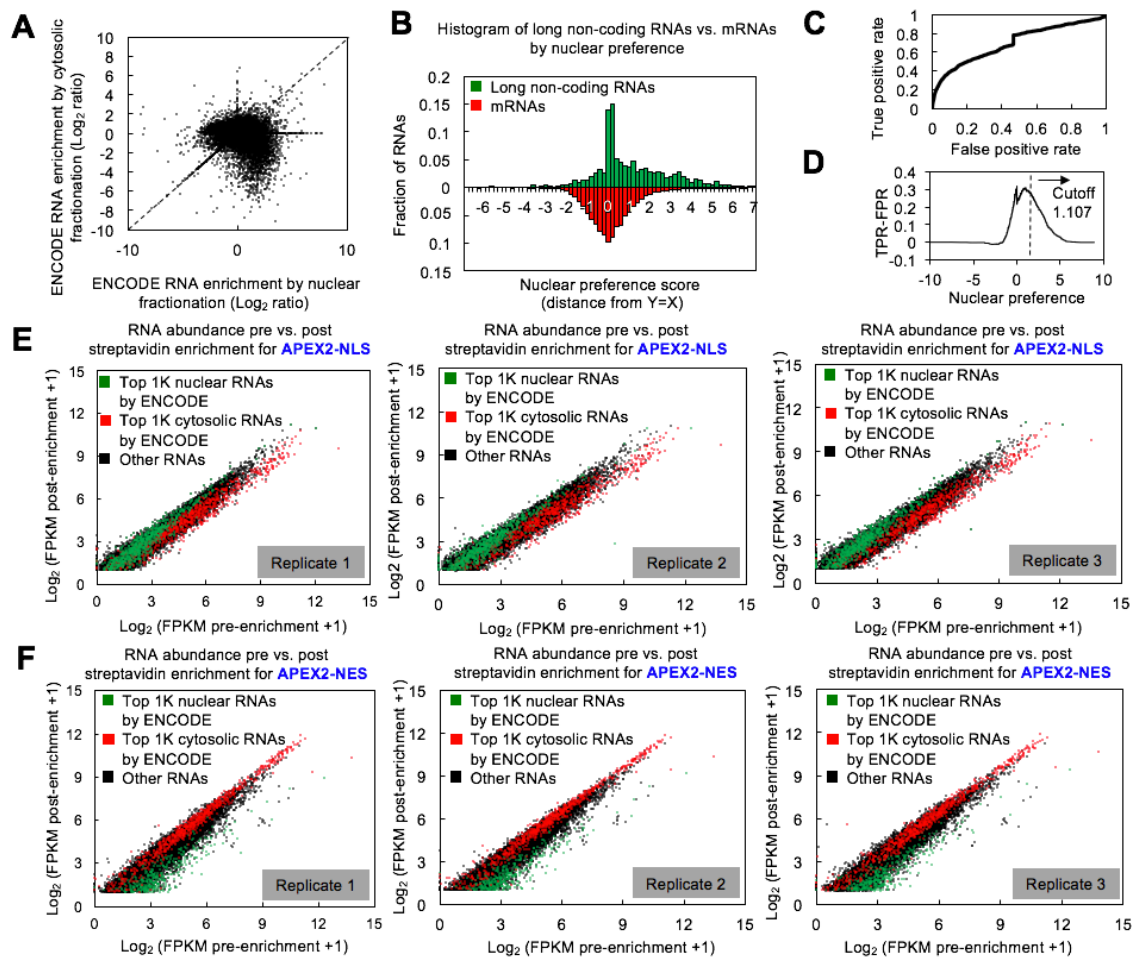 A
ENCODE RNA enrichment by cytosolic
fractionation (Log2 ratio)
10
8
6
4
2
0
-2
-4
-6
-8
-10
-10
0
10
ENCODE RNA enrichment by nuclear
fractionation (Log2 ratio)
B
Histogram of long non-coding RNAs vs. mRNAs
by nuclear preference
Long non-coding RNAs
mRNAs
Fraction of RNAs
0.2
0.15
0.1
0.05
0
0.05
0.1
0.15
-6 -5 -4 -3 -2 -1 0 1 2 3 4 5 6 7
Nuclear preference score
(distance from Y=X)
C
True positive rate
1.0
0.8
0.6
0.4
0.2
0
0 0.2 0.4 0.6 0.8 1
False positive rate
D
TPR-FPR
0.4
0.3
0.2
0.1
0
-0.1
Cutoff
1.107
-10 -5 0 5 10
Nuclear preference
E
RNA abundance pre vs. post
streptavidin enrichment for APEX2-NLS
Log2 (FPKM post-enrichment +1)
15
12
9
6
3
0
Top 1K nuclear RNAs
by ENCODE
Top 1K cytosolic RNAs
by ENCODE
Other RNAs
Replicate 1
0 3 6 9 12 15
Log2 (FPKM pre-enrichment +1)
RNA abundance pre vs. post
streptavidin enrichment for APEX2-NLS
Log2 (FPKM post-enrichment +1)
15
12
9
6
3
0
Top 1K nuclear RNAs
by ENCODE
Top 1K cytosolic RNAs
by ENCODE
Other RNAs
Replicate 2
0 3 6 9 12 15
Log2 (FPKM pre-enrichment +1)
RNA abundance pre vs. post
streptavidin enrichment for APEX2-NLS
Log2 (FPKM post-enrichment +1)
15
12
9
6
3
0
Top 1K nuclear RNAs
by ENCODE
Top 1K cytosolic RNAs
by ENCODE
Other RNAs
Replicate 3
0 3 6 9 12 15
Log2 (FPKM pre-enrichment +1)
F
RNA abundance pre vs. post
streptavidin enrichment for APEX2-NES
Log2 (FPKM post-enrichment +1)
15
12
9
6
3
0
Top 1K nuclear RNAs
by ENCODE
Top 1K cytosolic RNAs
by ENCODE
Other RNAs
Replicate 1
0 3 6 9 12 15
Log2 (FPKM pre-enrichment +1)
RNA abundance pre vs. post
streptavidin enrichment for APEX2-NES
Log2 (FPKM post-enrichment +1)
15
12
9
6
3
0
Top 1K nuclear RNAs
by ENCODE
Top 1K cytosolic RNAs
by ENCODE
Other RNAs
Replicate 2
0 3 6 9 12 15
Log2 (FPKM pre-enrichment +1)
RNA abundance pre vs. post
streptavidin enrichment for APEX2-NES
Log2 (FPKM post-enrichment +1)
15
12
9
6
3
0
Top 1K nuclear RNAs
by ENCODE
Top 1K cytosolic RNAs
by ENCODE
Other RNAs
Replicate 3
0 3 6 9 12 15
Log2 (FPKM pre-enrichment +1)